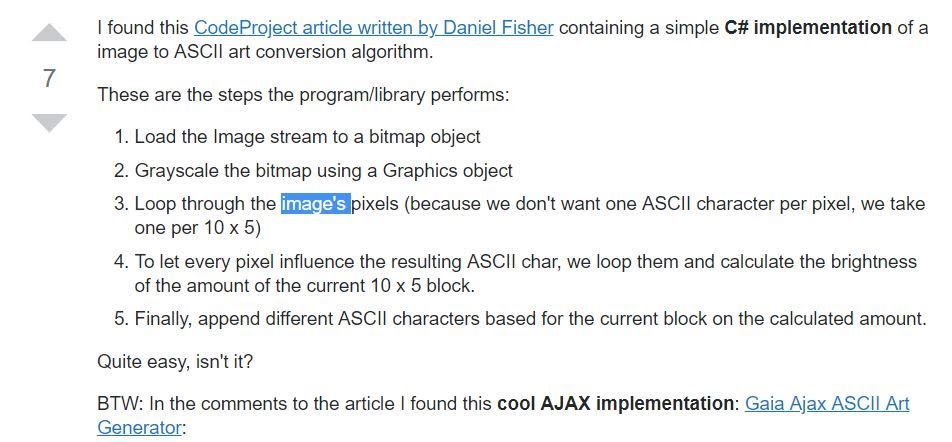 I found this CodeProject article written by Daniel Fisher containing a simple C# implementation of a
image to ASCII art conversion algorithm.
7
These are the steps the program/library performs:
1. Load the Image stream to a bitmap object
2. Grayscale the bitmap using a Graphics object
3. Loop through the image's pixels (because we don't want one ASCII character per pixel, we take
one per 10 x 5)
4. To let every pixel influence the resulting ASCII char, we loop them and calculate the brightness
of the amount of the current 10 x 5 block.
5. Finally, append different ASCII characters based for the current block on the calculated amount.
Quite easy, isn't it?
BTW: In the comments to the article I found this cool AJAX implementation: Gaia Ajax ASCII Art
Generator: